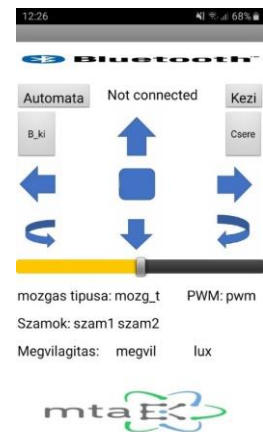 12:26 68%
Bluetooth
Automata Not connected Kezi
B_ki Csere
mozgas tipusa: mozg_t PWM: pwm
Szamok: szam1 szam2
Megvilagitas: megvil lux
mta EK